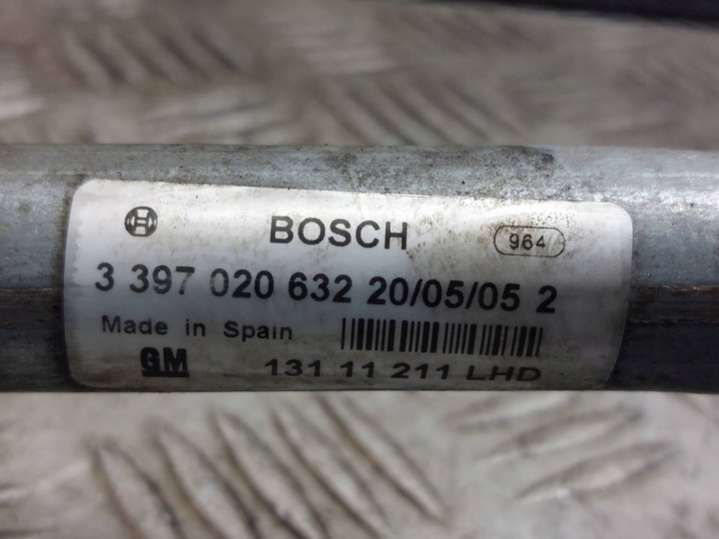 BOSCH 964
3 397 020 632 20/05/05 2
Made in Spain
GM 131 11 211 LHD